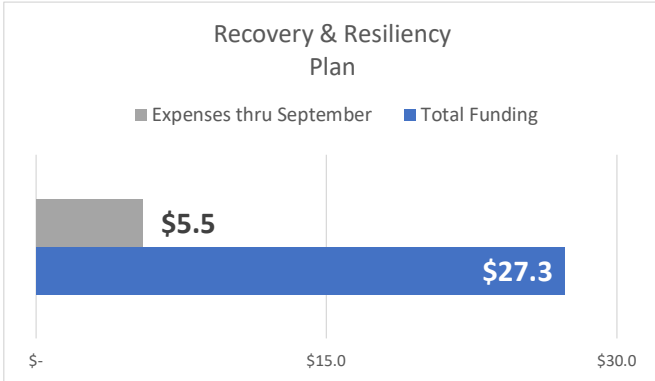 Recovery & Resiliency
Plan
Expenses thru September Total Funding
$5.5
$27.3
$- $15.0 $30.0